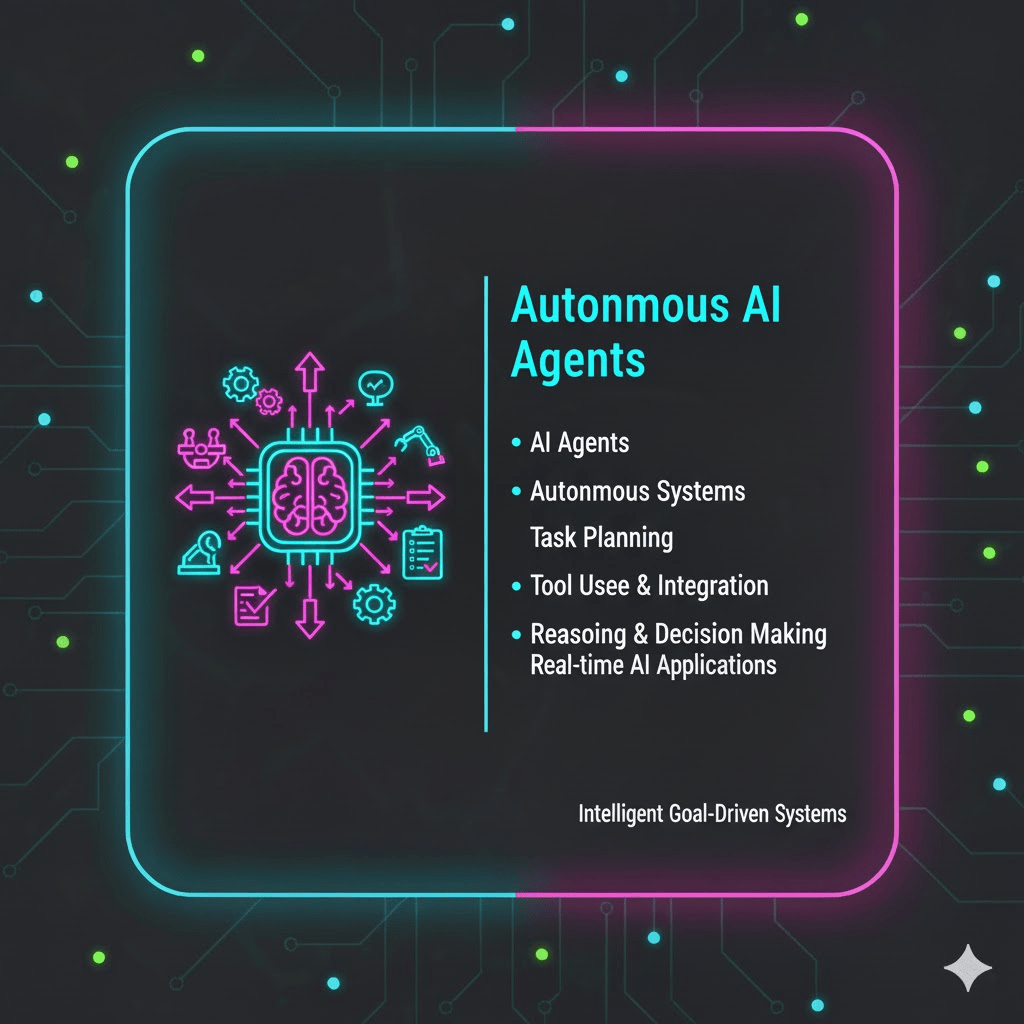 Autonmous AI
Agents
• AI Agents
• Autonmous Systems
Task Planning
• Tool Usee & Integration
• Reasoing & Decision Making
Real-time AI Applications
Intelligent Goal-Driven Systems